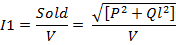 I1 = Sold / V = √[P² + Ql²] / V